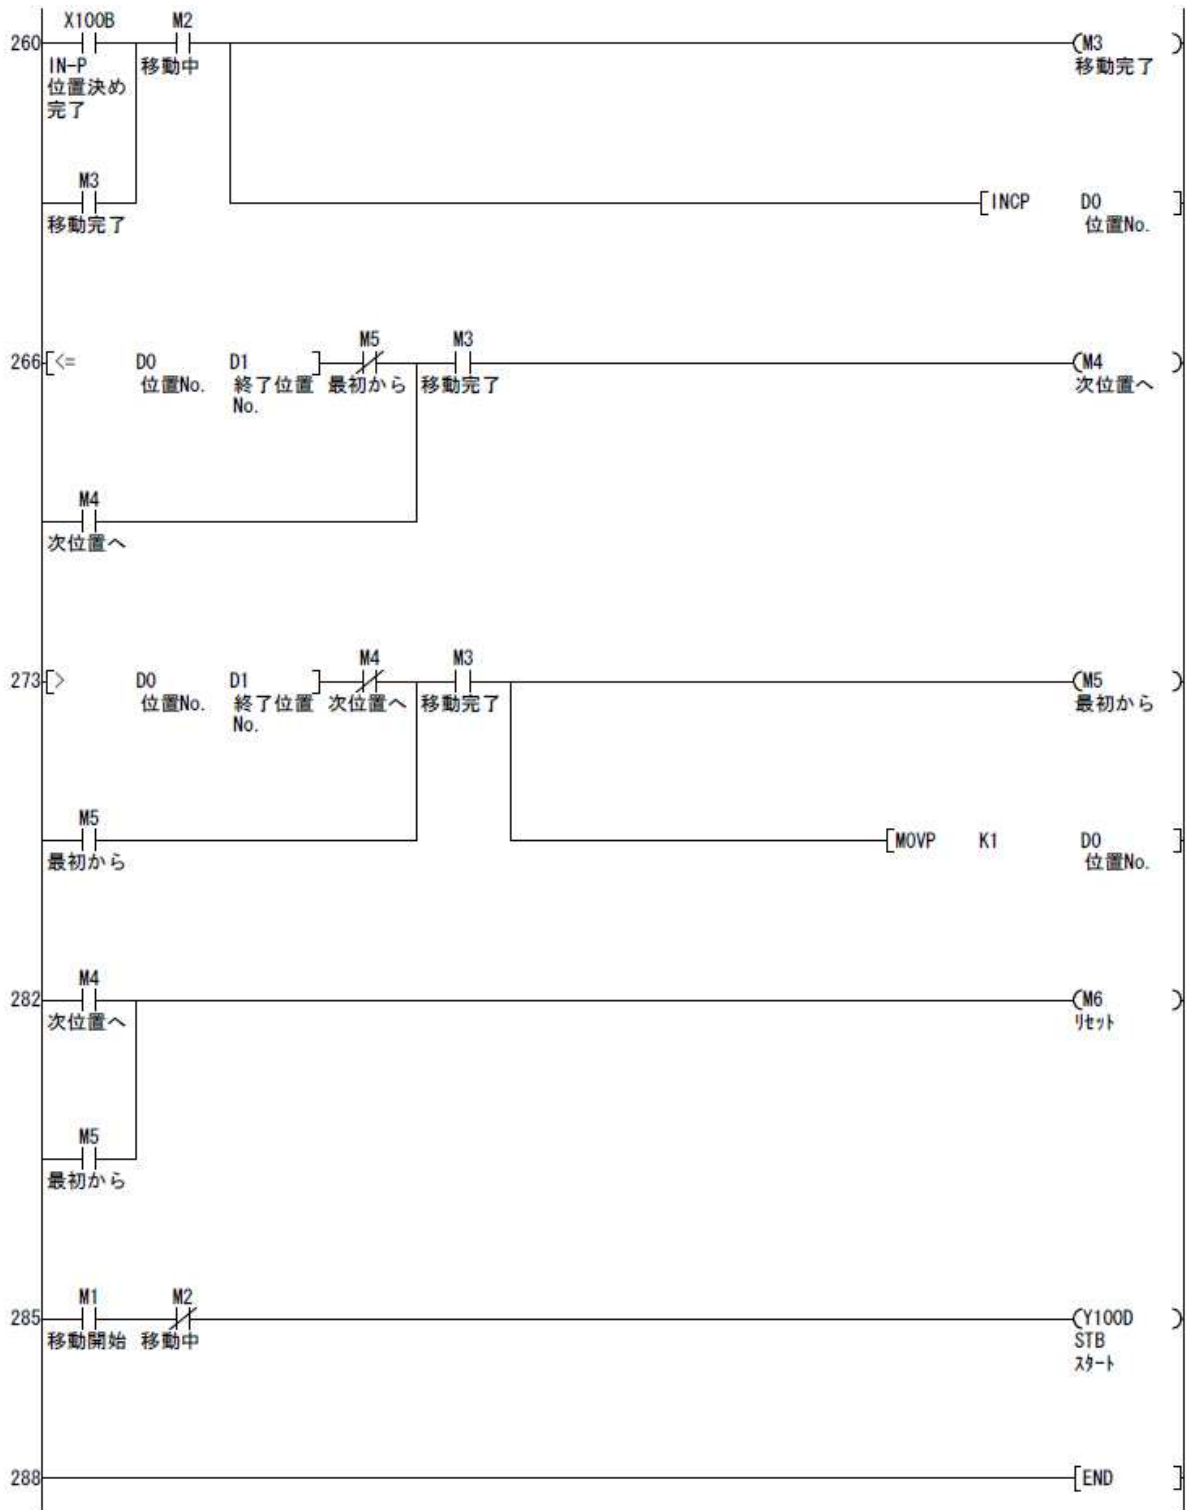 X100B M2
260 (M3 )
IN-P 移動中 移動完了
位置決め
完了
M3
[INCP D0 ]
移動完了 位置No.
M5 M3
266 [<= D0 D1 ] (M4 )
位置No. 終了位置 最初から 移動完了 次位置へ
No.
M4
次位置へ
M4 M3
273 [> D0 D1 ] (M5 )
位置No. 終了位置 次位置へ 移動完了 最初から
No.
M5
[MOVP K1 D0 ]
最初から 位置No.
M4
282 (M6 )
次位置へ ﾘｾｯﾄ
M5
最初から
M1 M2
285 (Y100D )
移動開始 移動中 STB
ｽﾀｰﾄ
288 [END ]